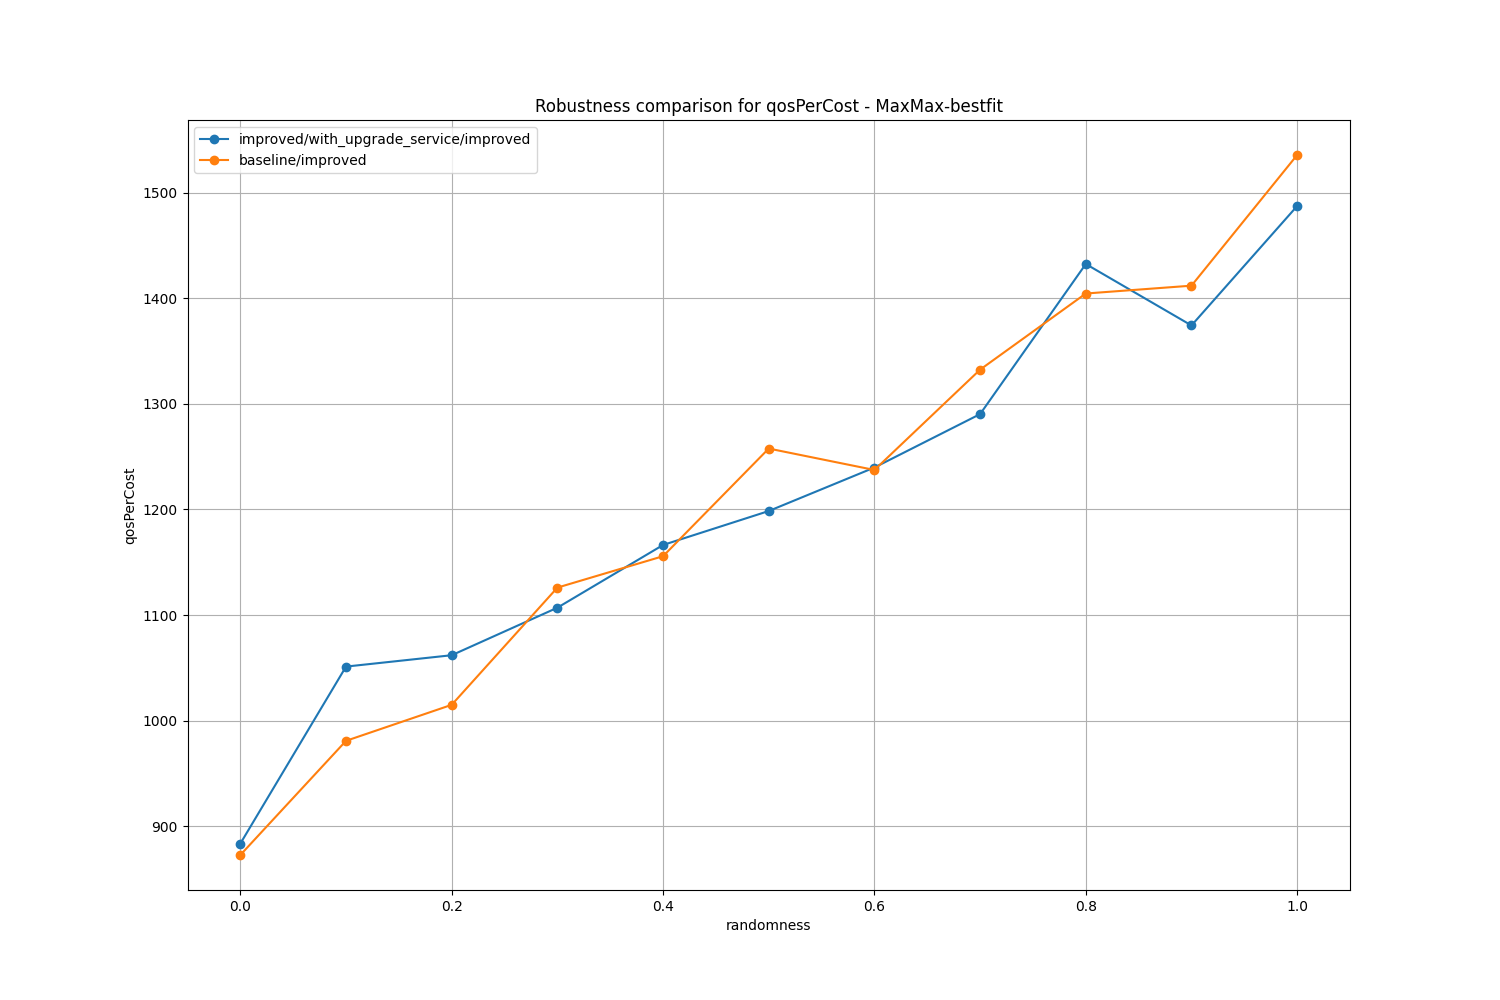 Robustness comparison for qosPerCost - MaxMax-bestfit
improved/with_upgrade_service/improved
baseline/improved
1500
1400
1300
1200
1100
1000
900
qosPerCost
0.0 0.2 0.4 0.6 0.8 1.0
randomness